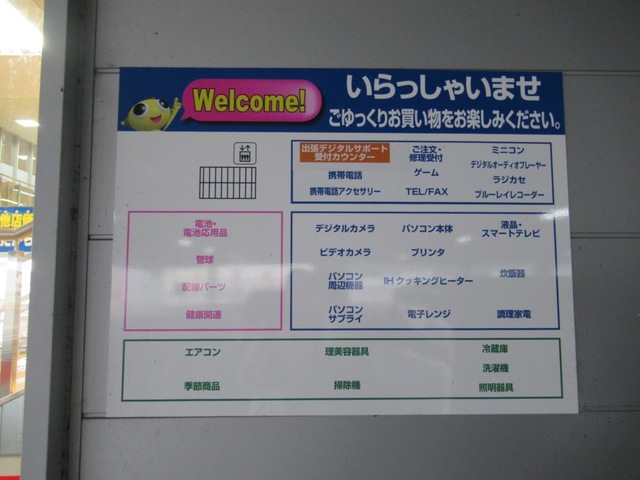 Welcome!
いらっしゃいませ
ごゆっくりお買い物をお楽しみください。
出張デジタルサポート
受付カウンター
ご注文・
修理受付
ミニコン
デジタルオーディオプレーヤー
携帯電話
ゲーム
ラジカセ
携帯電話アクセサリー
TEL/FAX
ブルーレイレコーダー
電池・
電池応用品
管球
配線パーツ
健康関連
デジタルカメラ
パソコン本体
液晶・
スマートテレビ
ビデオカメラ
プリンタ
パソコン
周辺機器
IHクッキングヒーター
炊飯器
パソコン
サプライ
電子レンジ
調理家電
エアコン
理美容器具
冷蔵庫
洗濯機
季節商品
掃除機
照明器具